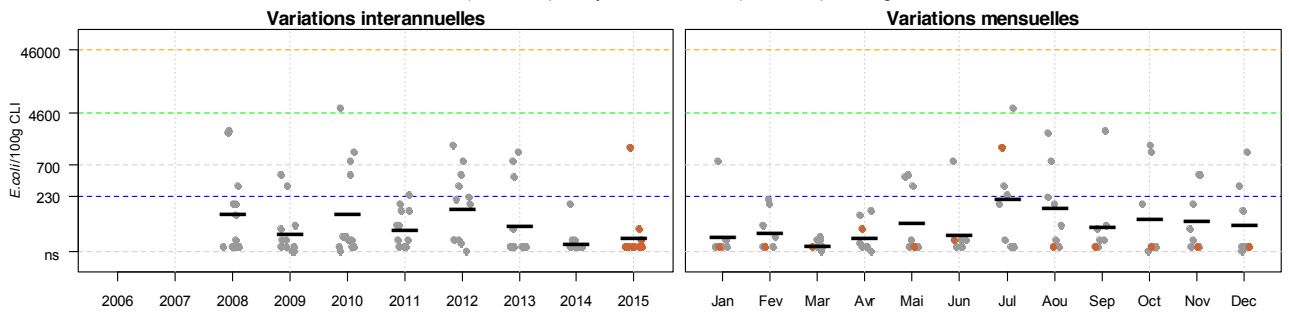 Variations interannuelles
Variations mensuelles
46000
4600
700
230
ns
E.coli/100g CLI
2006 2007 2008 2009 2010 2011 2012 2013 2014 2015
Jan Fev Mar Avr Mai Jun Jul Aou Sep Oct Nov Dec